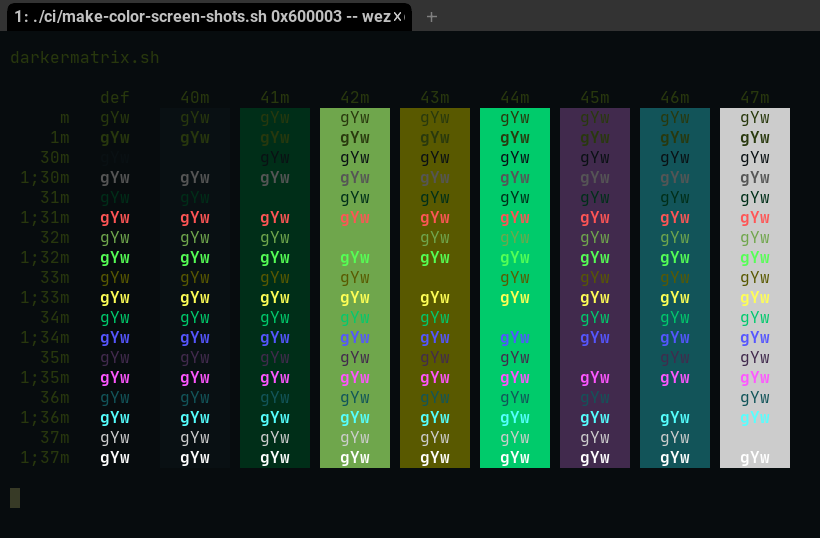 1: ./ci/make-color-screen-shots.sh 0x600003 -- wez
darkermatrix.sh
def 40m 41m 42m 43m 44m 45m 46m 47m
m gYw gYw gYw gYw gYw gYw gYw gYw gYw
1m gYw gYw gYw gYw gYw gYw gYw gYw gYw
30m gYw gYw gYw gYw gYw gYw gYw
1;30m gYw gYw gYw gYw gYw gYw gYw gYw gYw
31m gYw gYw gYw gYw gYw gYw gYw gYw
1;31m gYw gYw gYw gYw gYw gYw gYw gYw gYw
32m gYw gYw gYw gYw gYw gYw gYw gYw
1;32m gYw gYw gYw gYw gYw gYw gYw gYw gYw
33m gYw gYw gYw gYw gYw gYw gYw gYw
1;33m gYw gYw gYw gYw gYw gYw gYw gYw gYw
34m gYw gYw gYw gYw gYw gYw gYw gYw
1;34m gYw gYw gYw gYw gYw gYw gYw gYw gYw
35m gYw gYw gYw gYw gYw gYw gYw gYw
1;35m gYw gYw gYw gYw gYw gYw gYw gYw gYw
36m gYw gYw gYw gYw gYw gYw gYw gYw
1;36m gYw gYw gYw gYw gYw gYw gYw gYw gYw
37m gYw gYw gYw gYw gYw gYw gYw gYw
1;37m gYw gYw gYw gYw gYw gYw gYw gYw gYw